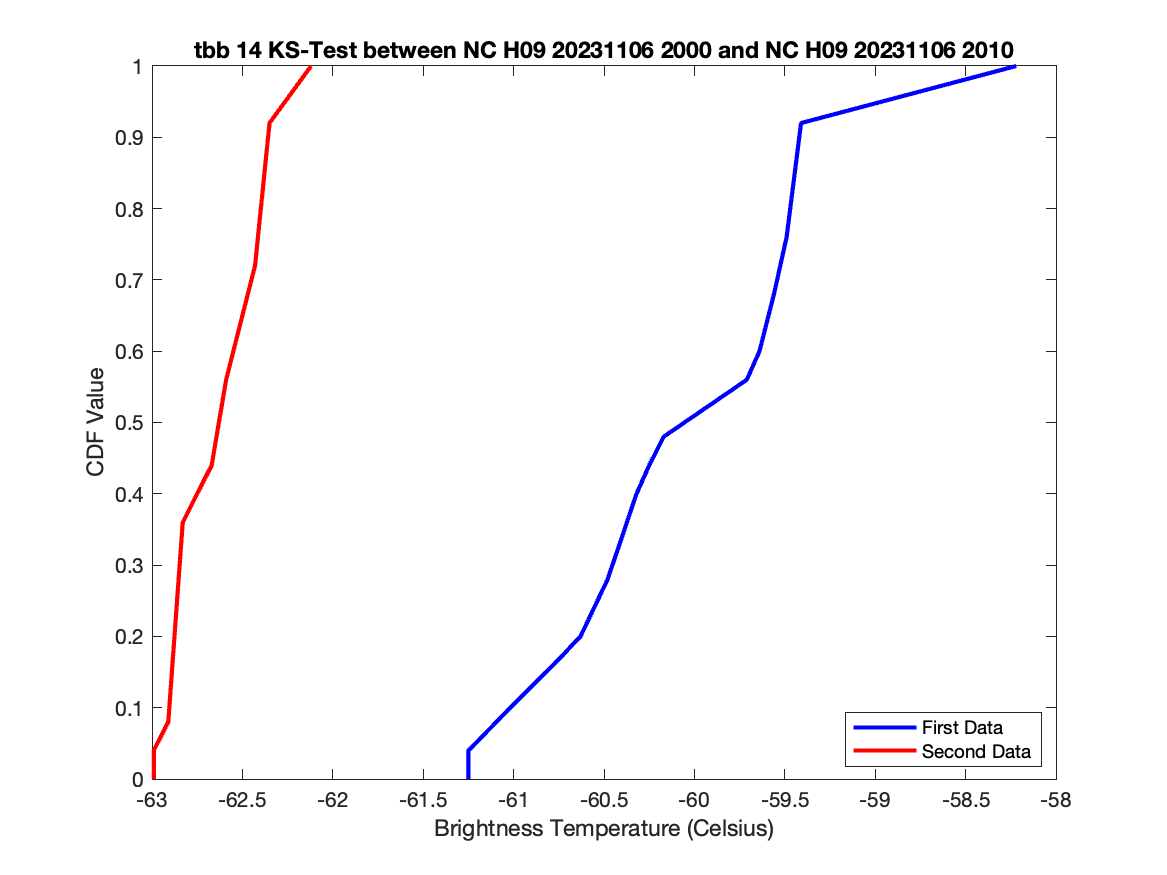 tbb 14 KS-Test between NC H09 20231106 2000 and NC H09 20231106 2010
1
0.9
0.8
0.7
0.6
0.5
0.4
0.3
0.2
0.1
0
CDF Value
First Data
Second Data
-63 -62.5 -62 -61.5 -61 -60.5 -60 -59.5 -59 -58.5 -58
Brightness Temperature (Celsius)